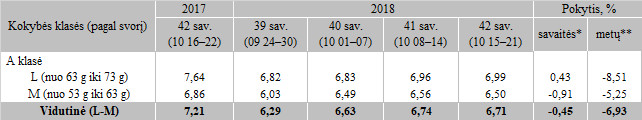 Kokybės klasės (pagal svorį) 2017 2018 Pokytis, %
42 sav. 39 sav. 40 sav. 41 sav. 42 sav. savaitės* metų**
(10 16–22) (09 24–30) (10 01–07) (10 08–14) (10 15–21)
A klasė
L (nuo 63 g iki 73 g) 7,64 6,82 6,83 6,96 6,99 0,43 -8,51
M (nuo 53 g iki 63 g) 6,86 6,03 6,49 6,56 6,50 -0,91 -5,25
Vidutinė (L-M) 7,21 6,29 6,63 6,74 6,71 -0,45 -6,93